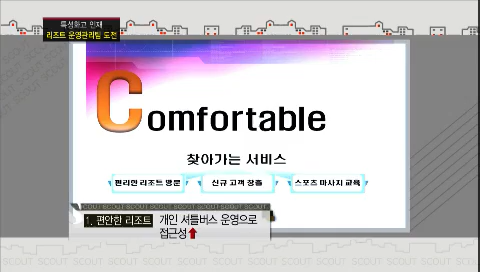 특성화고 인재
리조트 운영관리팀 도전
Comfortable
찾아가는 서비스
편리한 리조트 방문
신규 고객 창출
스포츠 마사지 교육
1. 편안한 리조트
개인 셔틀버스 운영으로
접근성↑